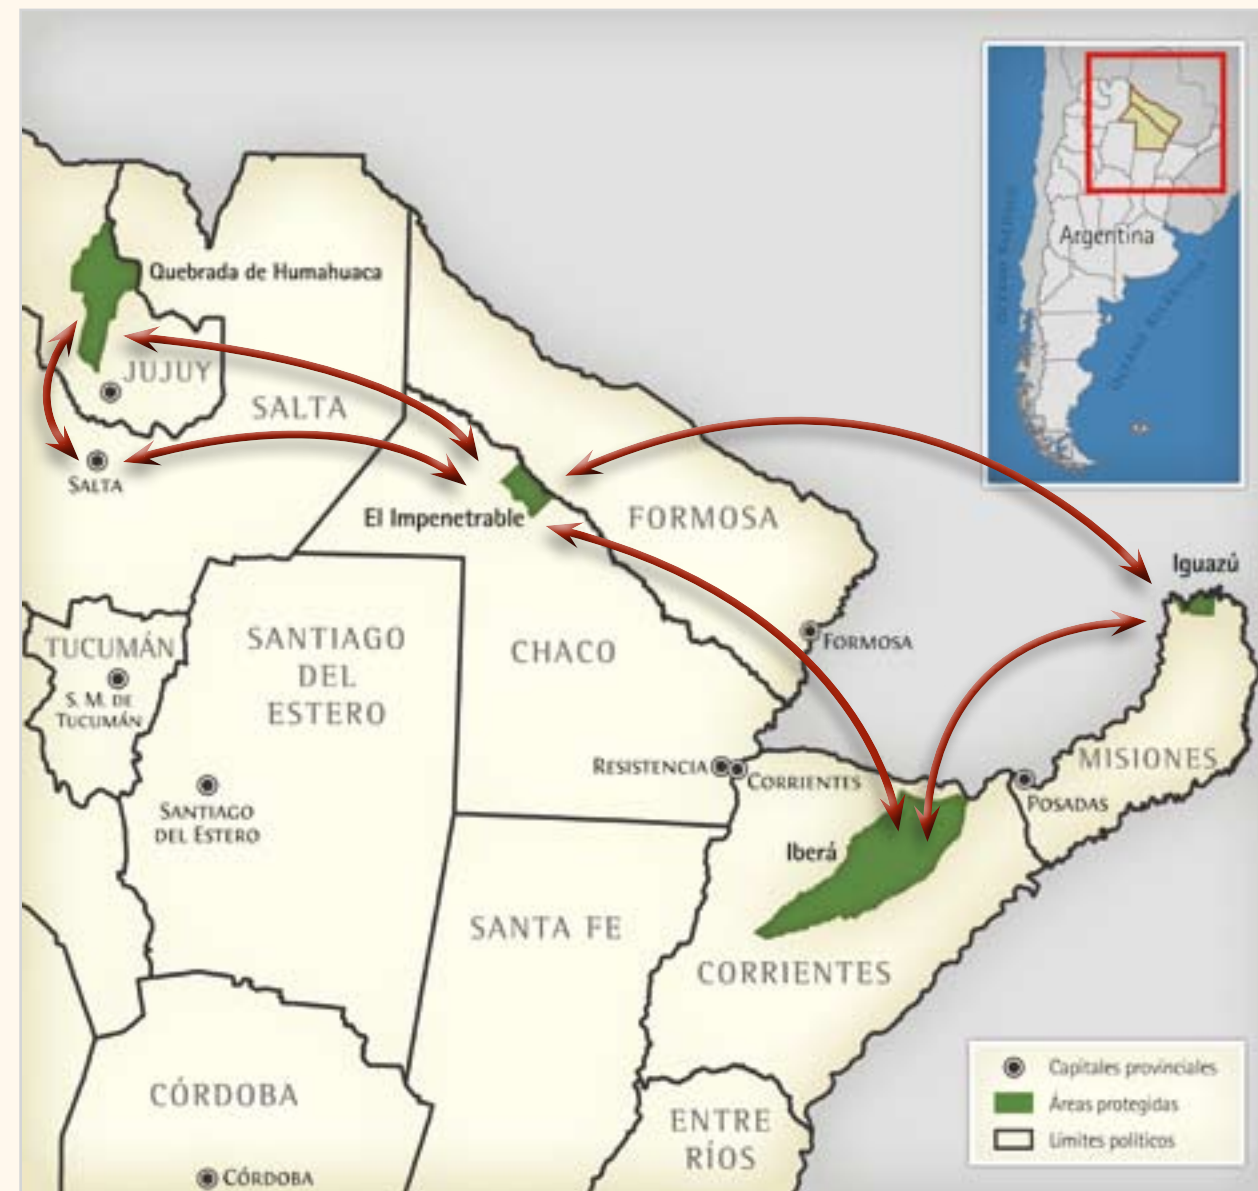 Argentina
Quebrada de Humahuaca
JUJUY
SALTA
SALTA
El Impenetrable
FORMOSA
Iguazú
FORMOSA
TUCUMÁN
S. M. DE
TUCUMÁN
SANTIAGO
DEL
ESTERO
CHACO
RESISTENCIA
CORRIENTES
MISIONES
POSADAS
SANTIAGO
DEL ESTERO
Iberá
SANTA FE
CORRIENTES
CÓRDOBA
ENTRE
RÍOS
CÓRDOBA
Capitales provinciales
Áreas protegidas
Límites políticos